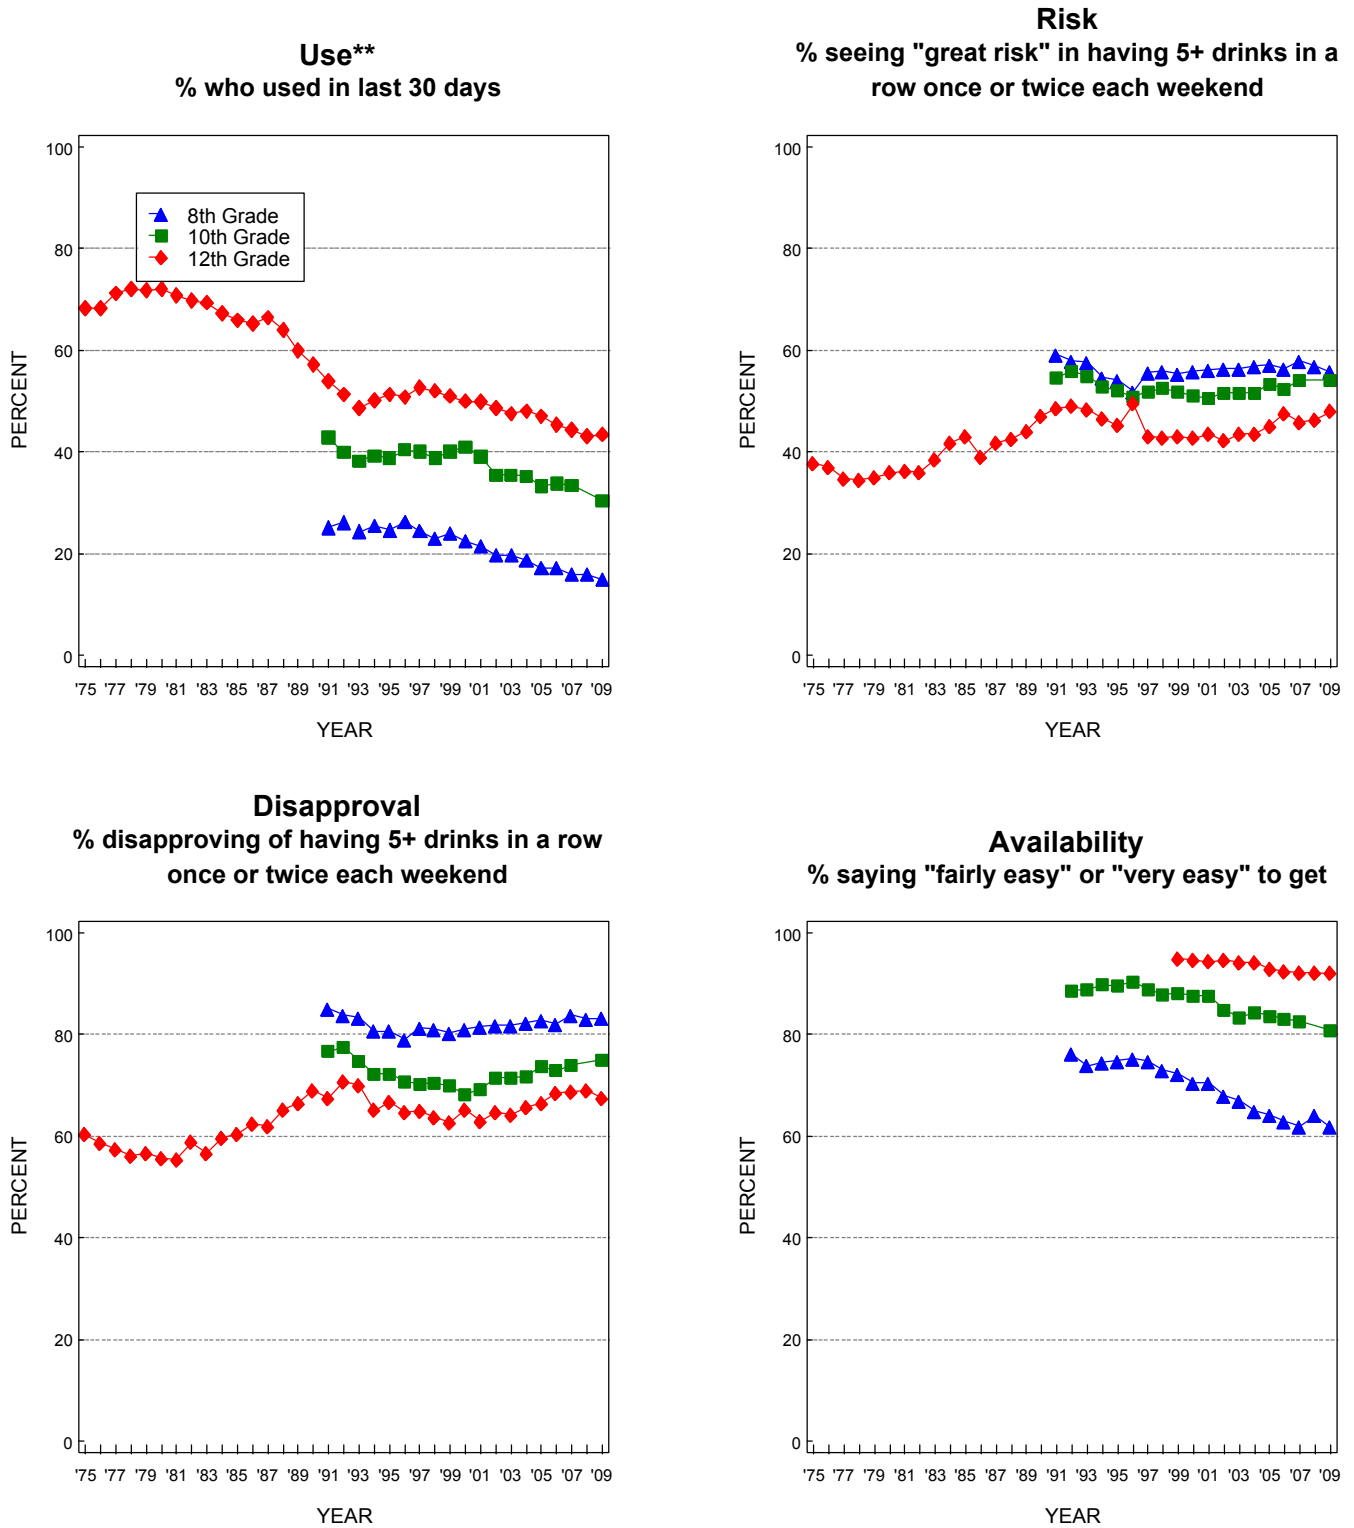 Use**
% who used in last 30 days
100
80
60
40
20
0
PERCENT
8th Grade
10th Grade
12th Grade
'75 '77 '79 '81 '83 '85 '87 '89 '91 '93 '95 '97 '99 '01 '03 '05 '07 '09
YEAR
Risk
% seeing "great risk" in having 5+ drinks in a
row once or twice each weekend
100
80
60
40
20
0
PERCENT
'75 '77 '79 '81 '83 '85 '87 '89 '91 '93 '95 '97 '99 '01 '03 '05 '07 '09
YEAR
Disapproval
% disapproving of having 5+ drinks in a row
once or twice each weekend
100
80
60
40
20
0
PERCENT
'75 '77 '79 '81 '83 '85 '87 '89 '91 '93 '95 '97 '99 '01 '03 '05 '07 '09
YEAR
Availability
% saying "fairly easy" or "very easy" to get
100
80
60
40
20
0
PERCENT
'75 '77 '79 '81 '83 '85 '87 '89 '91 '93 '95 '97 '99 '01 '03 '05 '07 '09
YEAR